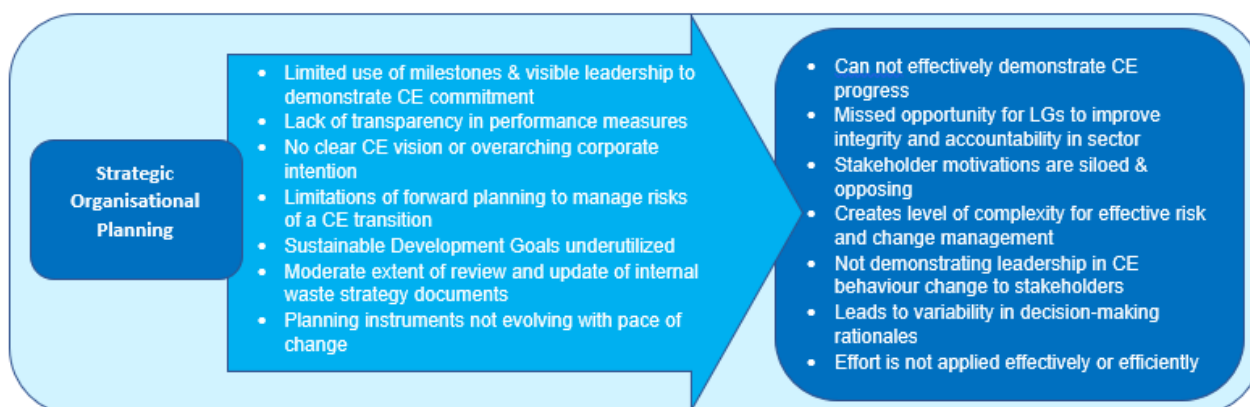 Strategic
Organisational
Planning
• Limited use of milestones & visible leadership to
demonstrate CE commitment
• Lack of transparency in performance measures
• No clear CE vision or overarching corporate
intention
• Limitations of forward planning to manage risks
of a CE transition
• Sustainable Development Goals underutilized
• Moderate extent of review and update of internal
waste strategy documents
• Planning instruments not evolving with pace of
change
• Can not effectively demonstrate CE
progress
• Missed opportunity for LGs to improve
integrity and accountability in sector
• Stakeholder motivations are siloed &
opposing
• Creates level of complexity for effective risk
and change management
• Not demonstrating leadership in CE
behaviour change to stakeholders
• Leads to variability in decision-making
rationales
• Effort is not applied effectively or efficiently